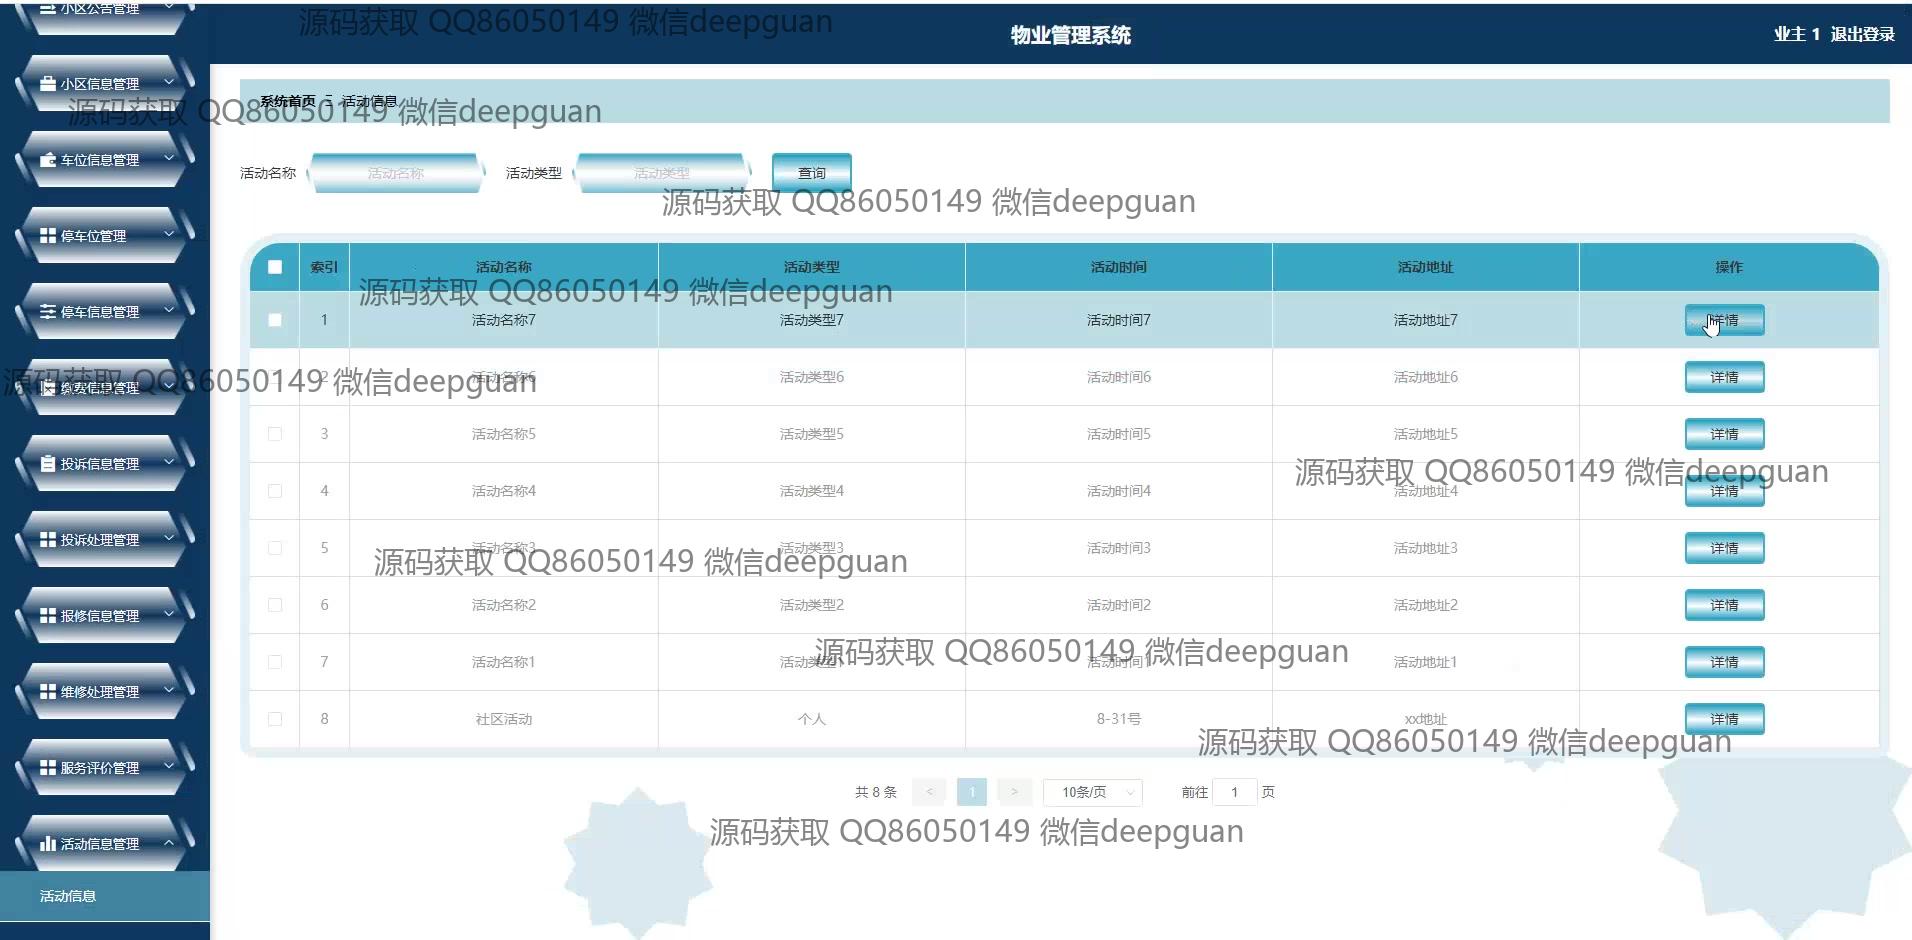 小区公告管理
源码获取 QQ86050149 微信deepguan
物业管理系统
业主 1 退出登录
小区信息管理
系统首页
活动信息
源码获取 QQ86050149 微信deepguan
车位信息管理
活动名称 活动名称 活动类型 活动类型 查询
源码获取 QQ86050149 微信deepguan
停车位管理
索引 活动名称 活动类型 活动时间 活动地址 操作
源码获取 QQ86050149 微信deepguan
停车信息管理
1 活动名称7 活动类型7 活动时间7 活动地址7 详情
2 活动名称6 活动类型6 活动时间6 活动地址6 详情
源码获取 QQ86050149 微信deepguan
缴费信息管理
3 活动名称5 活动类型5 活动时间5 活动地址5 详情
投诉信息管理
源码获取 QQ86050149 微信deepguan
4 活动名称4 活动类型4 活动时间4 活动地址4 详情
投诉处理管理
5 活动名称3 活动类型3 活动时间3 活动地址3 详情
源码获取 QQ86050149 微信deepguan
6 活动名称2 活动类型2 活动时间2 活动地址2 详情
报修信息管理
源码获取 QQ86050149 微信deepguan
7 活动名称1 活动类型1 活动时间1 活动地址1 详情
维修处理管理
8 社区活动 个人 8-31号 xx地址 详情
源码获取 QQ86050149 微信deepguan
服务评价管理
共 8 条 < 1 > 10条/页 前往 1 页
源码获取 QQ86050149 微信deepguan
活动信息管理
活动信息